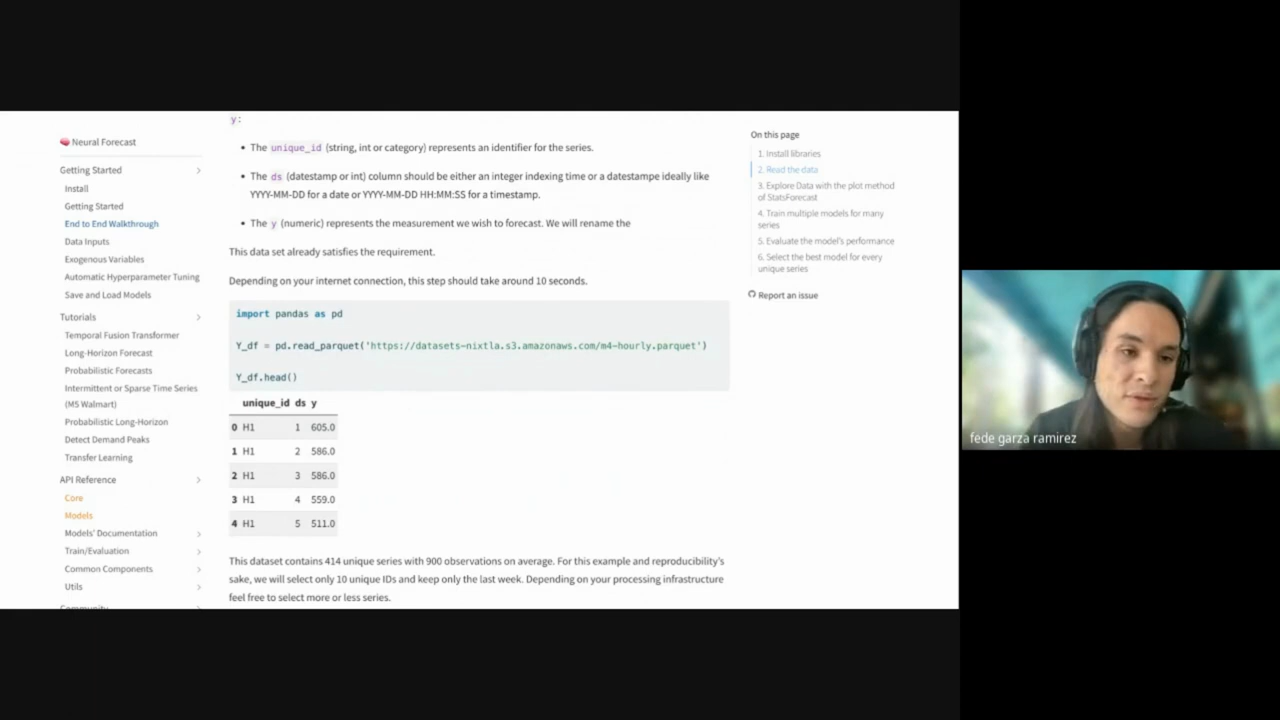 Neural Forecast
Getting Started
Install
Getting Started
End to End Walkthrough
Data Inputs
Exogenous Variables
Automatic Hyperparameter Tuning
Save and Load Models
Tutorials
Temporal Fusion Transformer
Long-Horizon Forecast
Probabilistic Forecasts
Intermittent or Sparse Time Series
(M5 Walmart)
Probabilistic Long-Horizon
Detect Demand Peaks
Transfer Learning
API Reference
Core
Models
Models' Documentation
Train/Evaluation
Common Components
Utils
Community
y:
• The unique_id (string, int or category) represents an identifier for the series.
• The ds (datestamp or int) column should be either an integer indexing time or a datestampe ideally like
YYYY-MM-DD for a date or YYYY-MM-DD HH:MM:SS for a timestamp.
• The y (numeric) represents the measurement we wish to forecast. We will rename the
This data set already satisfies the requirement.
Depending on your internet connection, this step should take around 10 seconds.
import pandas as pd
Y_df = pd.read_parquet('https://datasets-nixtla.s3.amazonaws.com/m4-hourly.parquet')
Y_df.head()
unique_id ds y
0 H1 1 605.0
1 H1 2 586.0
2 H1 3 586.0
3 H1 4 559.0
4 H1 5 511.0
This dataset contains 414 unique series with 900 observations on average. For this example and reproducibility's
sake, we will select only 10 unique IDs and keep only the last week. Depending on your processing infrastructure
feel free to select more or less series.
On this page
1. Install libraries
2. Read the data
3. Explore Data with the plot method
of StatsForecast
4. Train multiple models for many
series
5. Evaluate the model's performance
6. Select the best model for every
unique series
Report an issue
fede garza ramirez